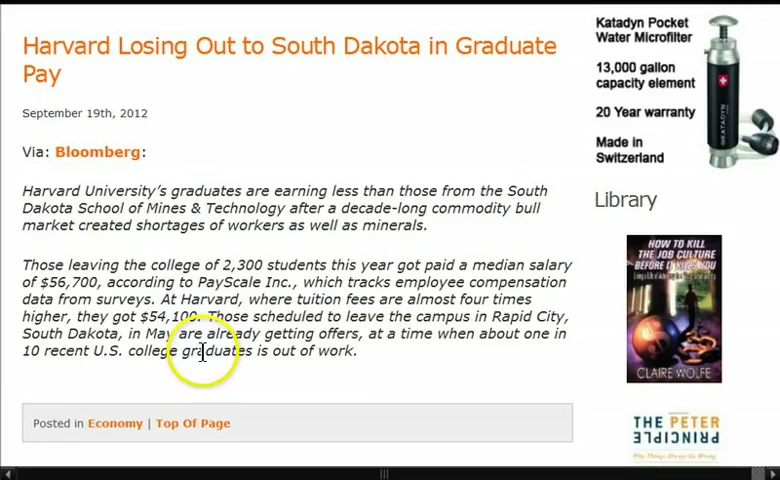 Harvard Losing Out to South Dakota in Graduate
Pay
September 19th, 2012
Via: Bloomberg:
Harvard University’s graduates are earning less than those from the South
Dakota School of Mines & Technology after a decade-long commodity bull
market created shortages of workers as well as minerals.
Those leaving the college of 2,300 students this year got paid a median salary
of $56,700, according to PayScale Inc., which tracks employee compensation
data from surveys. At Harvard, where tuition fees are almost four times
higher, they got $54,100. Those scheduled to leave the campus in Rapid City,
South Dakota, in May are already getting offers, at a time when about one in
10 recent U.S. college graduates is out of work.
Posted in Economy | Top Of Page
Katadyn Pocket
Water Microfilter
13,000 gallon
capacity element
20 Year warranty
Made in
Switzerland
KATADYN
Library
HOW TO KILL
THE JOB CULTURE
BEFORE IT KILLS YOU
CLAIRE WOLFE
THE PETER
PRINCIPLE
Why Things Always Go Wrong